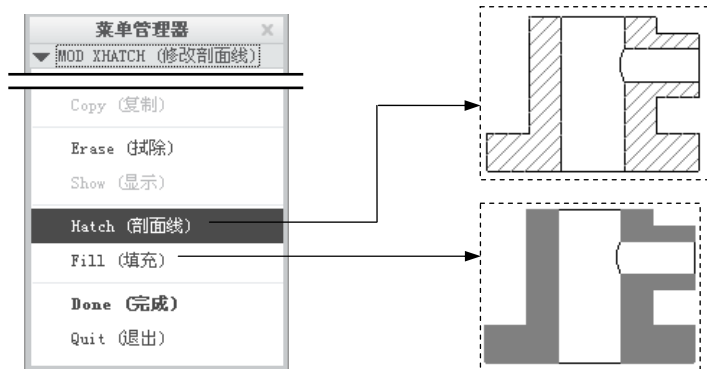 菜单管理器 ×
MOD XHATCH (修改剖面线)
Copy (复制)
Erase (拭除)
Show (显示)
Hatch (剖面线)
Fill (填充)
Done (完成)
Quit (退出)